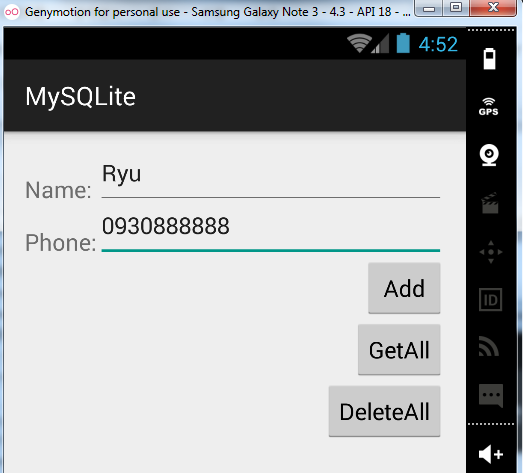 Genymotion for personal use - Samsung Galaxy Note 3 - 4.3 - API 18 - ...
4:52
MySQLite
GPS
Name: Ryu
Phone: 0930888888
Add
ID
GetAll
DeleteAll